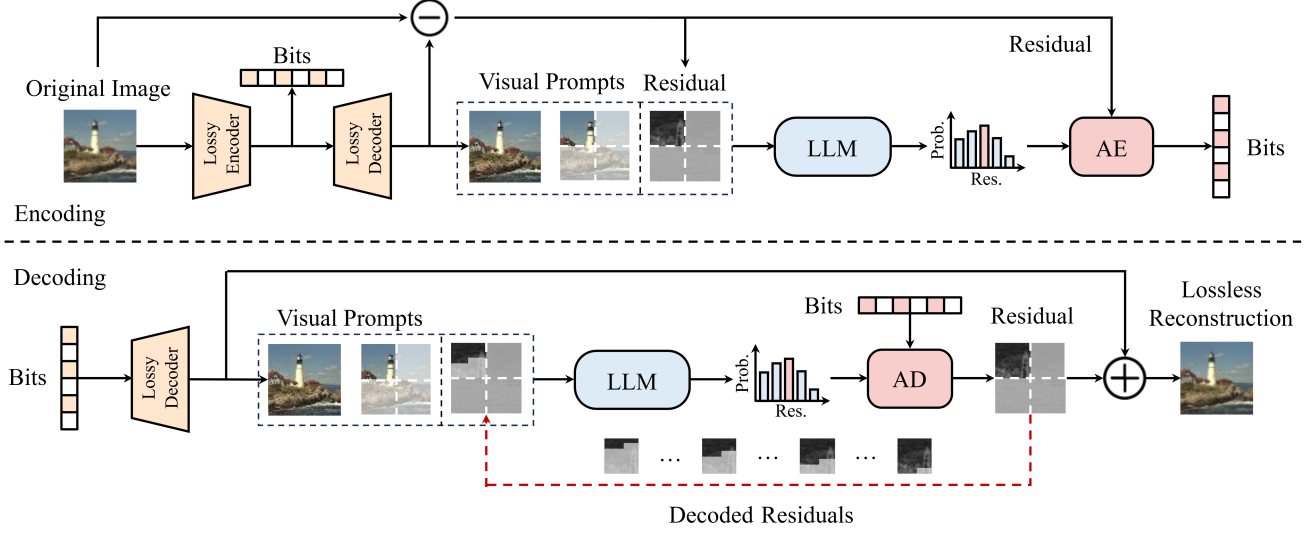 Bits
Residual
Original Image
Visual Prompts
Residual
Lossy
Encoder
Lossy
Decoder
LLM
Prob.
Res.
AE
Bits
Encoding
Decoding
Bits
Lossless
Reconstruction
Visual Prompts
Residual
Bits
Lossy
Decoder
LLM
Prob.
Res.
AD
... ... ...
Decoded Residuals